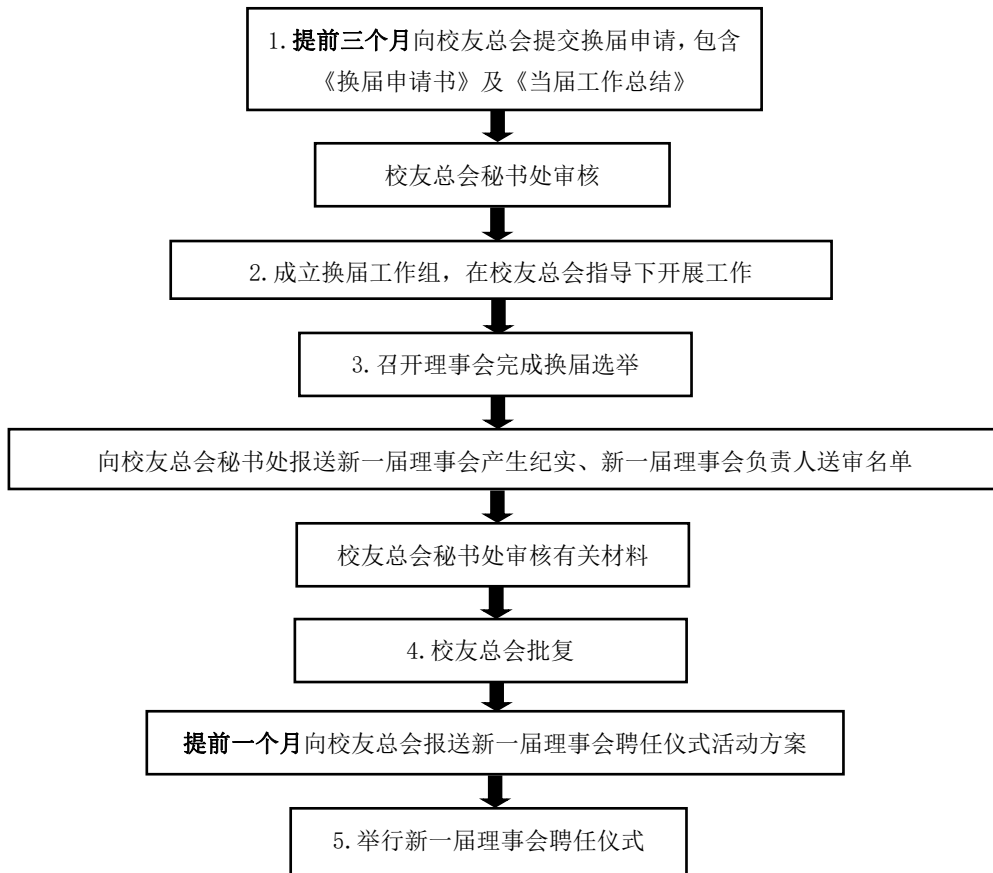 1.提前三个月向校友总会提交换届申请，包含
《换届申请书》及《当届工作总结》
校友总会秘书处审核
2.成立换届工作组，在校友总会指导下开展工作
3.召开理事会完成换届选举
向校友总会秘书处报送新一届理事会产生纪实、新一届理事会负责人送审名单
校友总会秘书处审核有关材料
4.校友总会批复
提前一个月向校友总会报送新一届理事会聘任仪式活动方案
5.举行新一届理事会聘任仪式